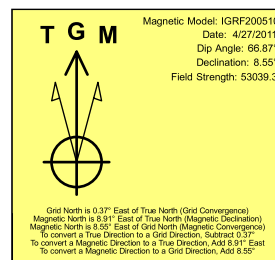 Magnetic Model: IGRF200510
Date: 4/27/2011
Dip Angle: 66.87°
Declination: 8.55°
Field Strength: 53039.3
T G M
Grid North is 0.37° East of True North (Grid Convergence)
Magnetic North is 8.91° East of True North (Magnetic Declination)
Magnetic North is 8.55° East of Grid North (Magnetic Convergence)
To convert a True Direction to a Grid Direction, Subtract 0.37°
To convert a Magnetic Direction to a True Direction, Add 8.91° East
To convert a Magnetic Direction to a Grid Direction, Add 8.55°